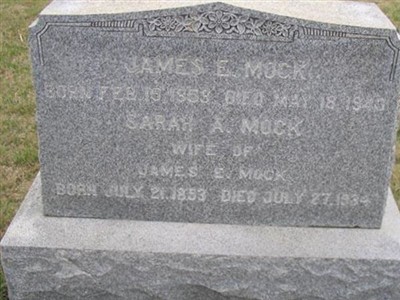 JAMES E. MOCK
BORN FEB. 19 1853 DIED MAY 18, 1940
SARAH A. MOCK
WIFE OF
JAMES E. MOCK
BORN JULY 21, 1853 DIED JULY 27, 1934